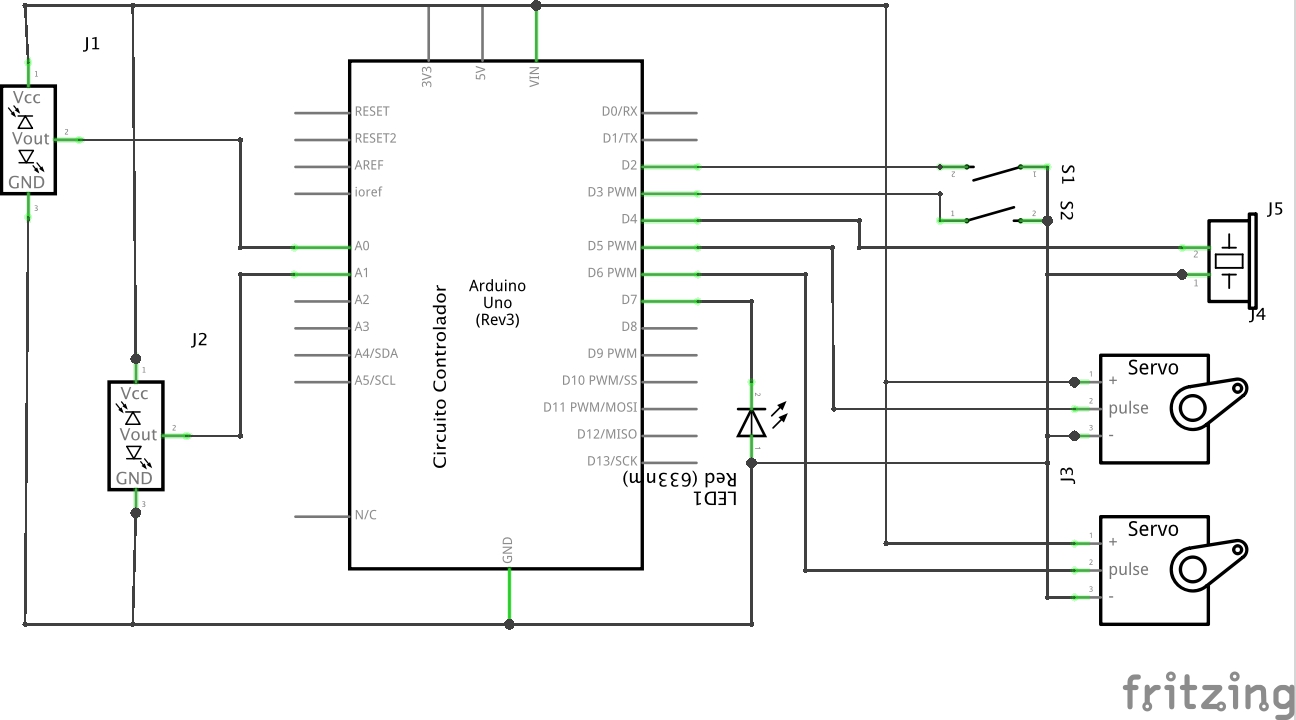 J1
1
Vcc
Vout
2
GND
3
J2
1
Vcc
Vout
2
GND
3
3V3
5V
VIN
RESET
RESET2
AREF
ioref
A0
A1
A2
A3
A4/SDA
A5/SCL
N/C
Circuito Controlador
Arduino
Uno
(Rev3)
GND
D0/RX
D1/TX
D2
D3 PWM
D4
D5 PWM
D6 PWM
D7
D8
D9 PWM
D10 PWM/SS
D11 PWM/MOSI
D12/MISO
D13/SCK
2
1
LED1
Red (633nm)
2
1
S1
1
2
S2
J5
2
1
J4
Servo
1
+
2
pulse
3
-
J3
Servo
1
+
2
pulse
3
-
fritzing